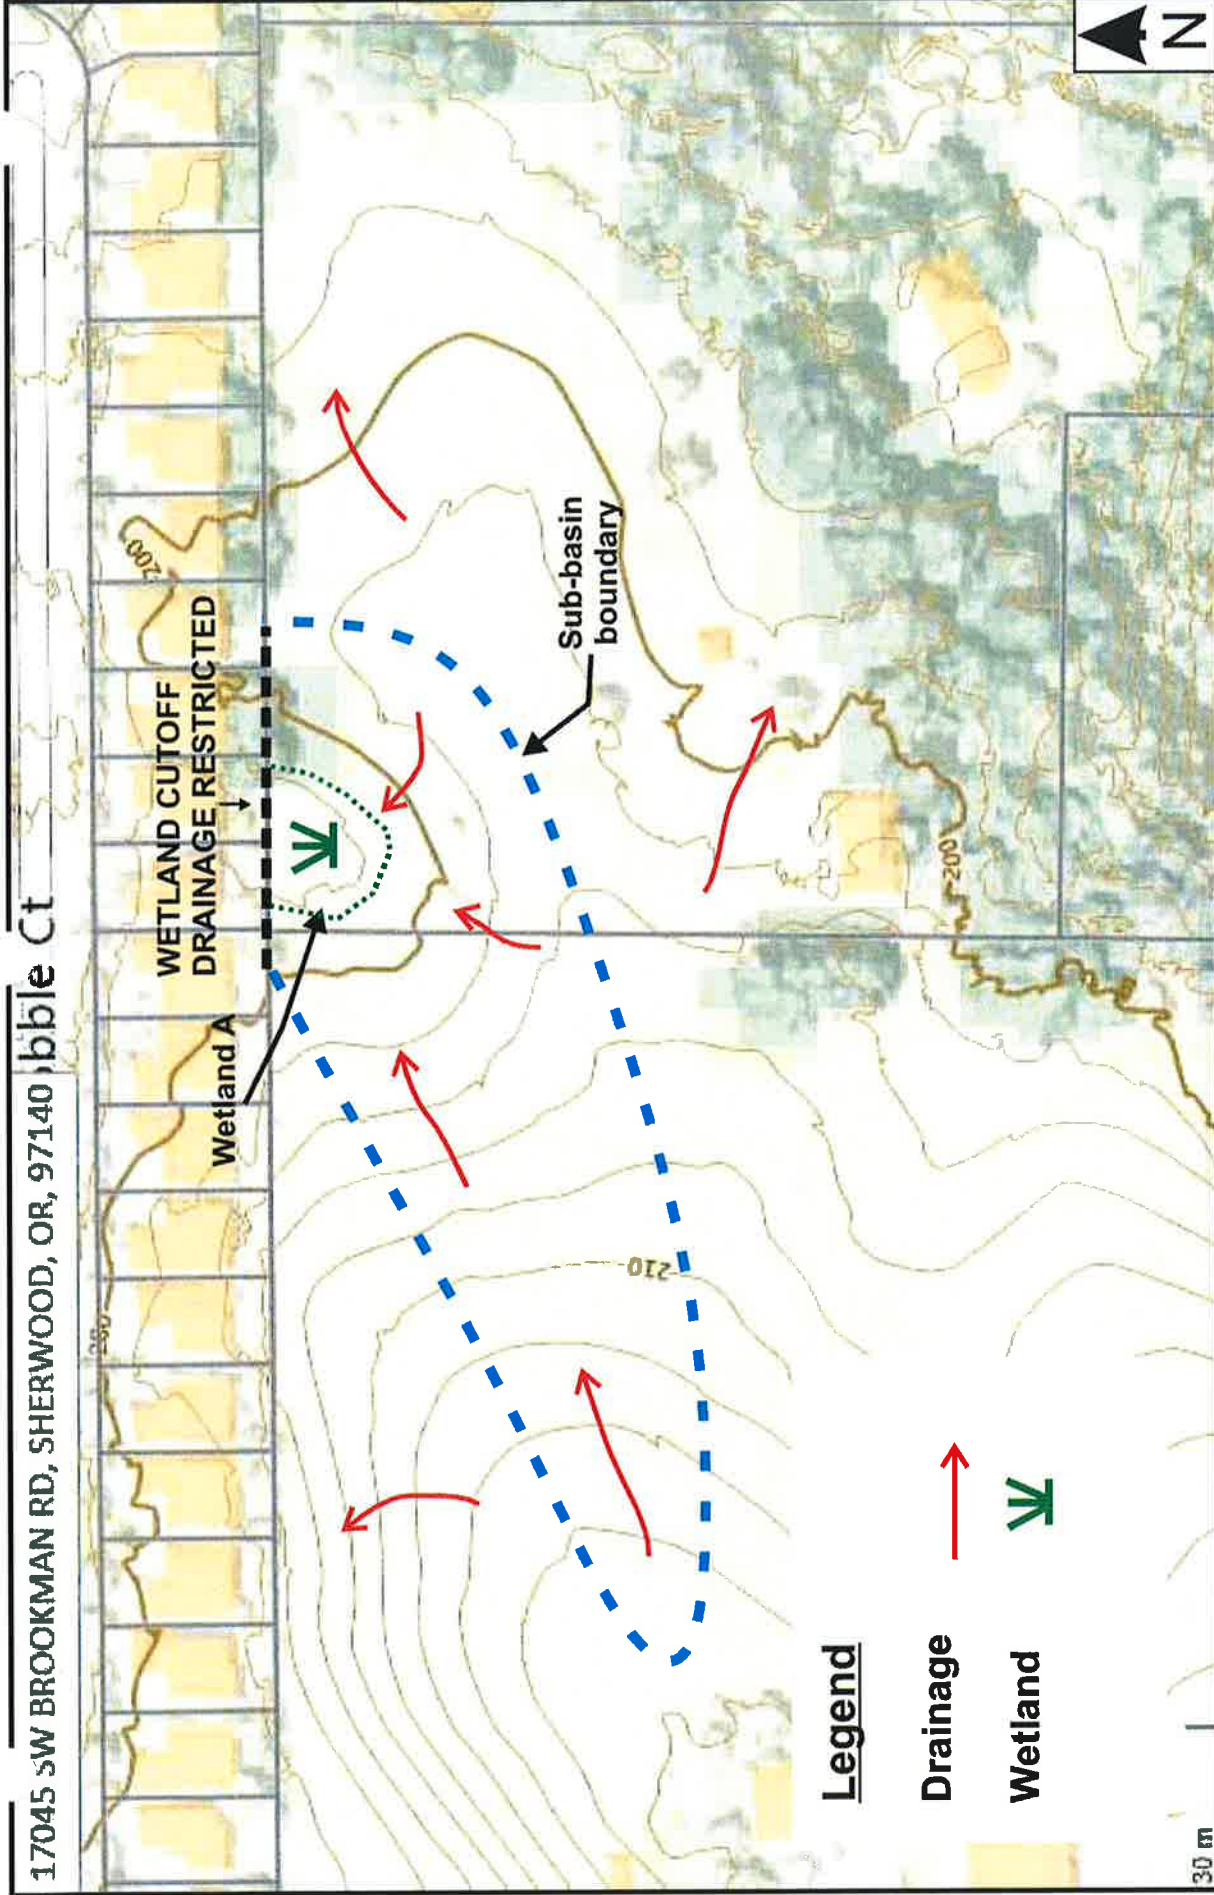 17045 SW BROOKMAN RD, SHERWOOD, OR, 97140
bble Ct
WETLAND CUTOFF
DRAINAGE RESTRICTED
Wetland A
200
200
200
210
Sub-basin
boundary
Legend
Drainage
Wetland
30 m
N